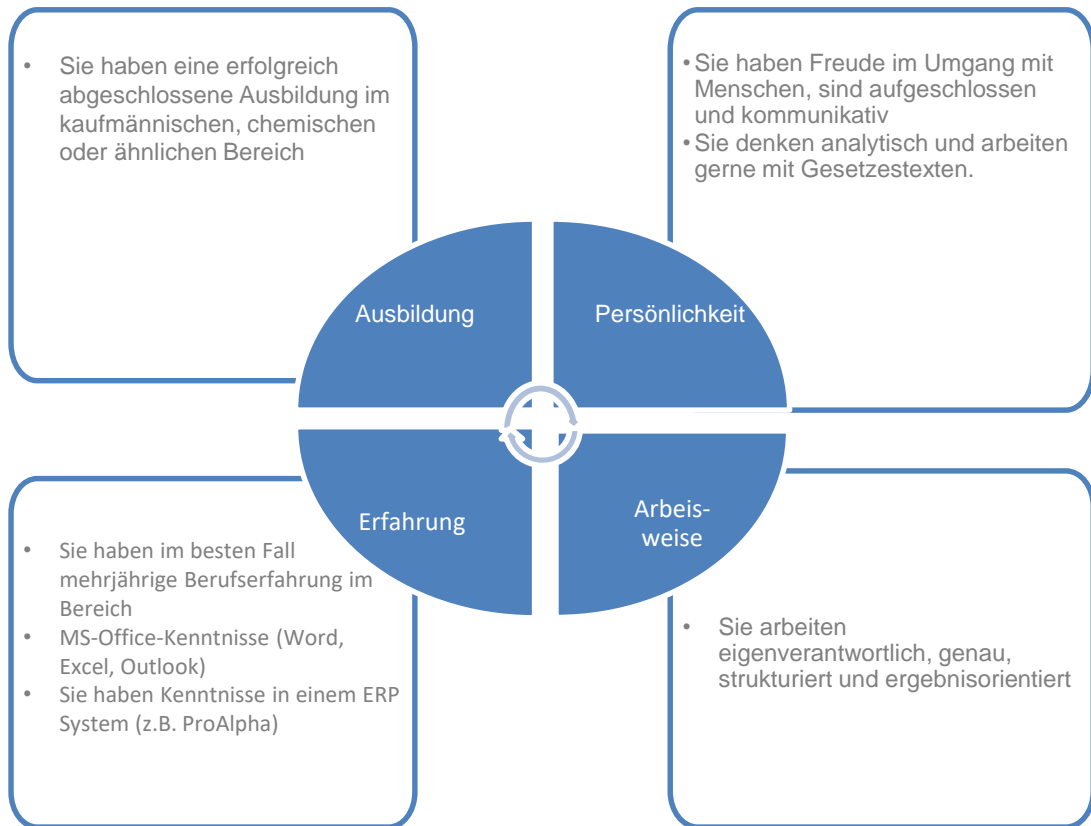 • Sie haben eine erfolgreich
abgeschlossene Ausbildung im
kaufmännischen, chemischen
oder ähnlichen Bereich
• Sie haben Freude im Umgang mit
Menschen, sind aufgeschlossen
und kommunikativ
• Sie denken analytisch und arbeiten
gerne mit Gesetzestexten.
Ausbildung
Persönlichkeit
Erfahrung
Arbeis-
weise
• Sie haben im besten Fall
mehrjährige Berufserfahrung im
Bereich
• MS-Office-Kenntnisse (Word,
Excel, Outlook)
• Sie haben Kenntnisse in einem ERP
System (z.B. ProAlpha)
• Sie arbeiten
eigenverantwortlich, genau,
strukturiert und ergebnisorientiert